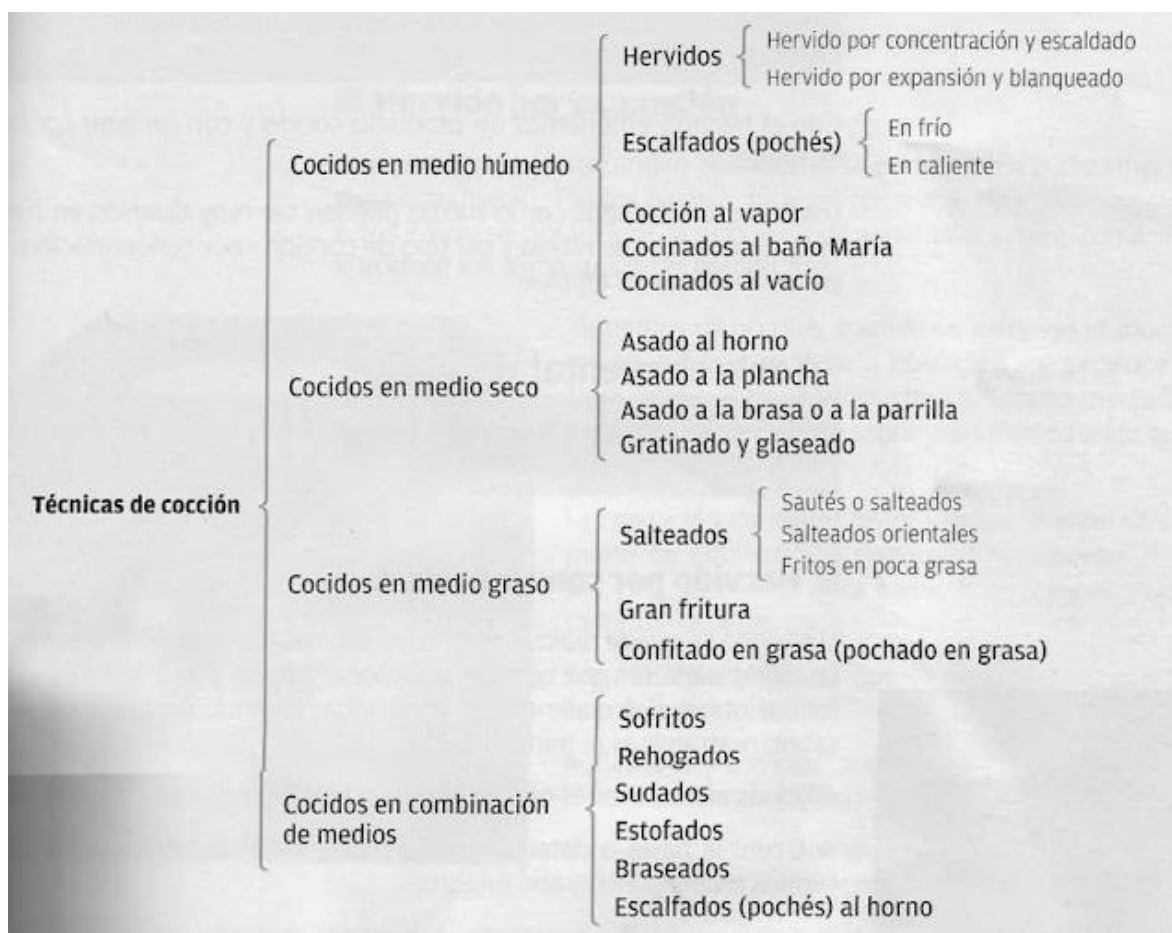 Técnicas de cocción
Cocidos en medio húmedo
Hervidos
Hervido por concentración y escaldado
Hervido por expansión y blanqueado
Escalfados (pochés)
En frío
En caliente
Cocción al vapor
Cocinados al baño María
Cocinados al vacío
Cocidos en medio seco
Asado al horno
Asado a la plancha
Asado a la brasa o a la parrilla
Gratinado y glaseado
Cocidos en medio graso
Salteados
Sautés o salteados
Salteados orientales
Fritos en poca grasa
Gran fritura
Confitado en grasa (pochado en grasa)
Cocidos en combinación
de medios
Sofritos
Rehogados
Sudados
Estofados
Braseados
Escalfados (pochés) al horno